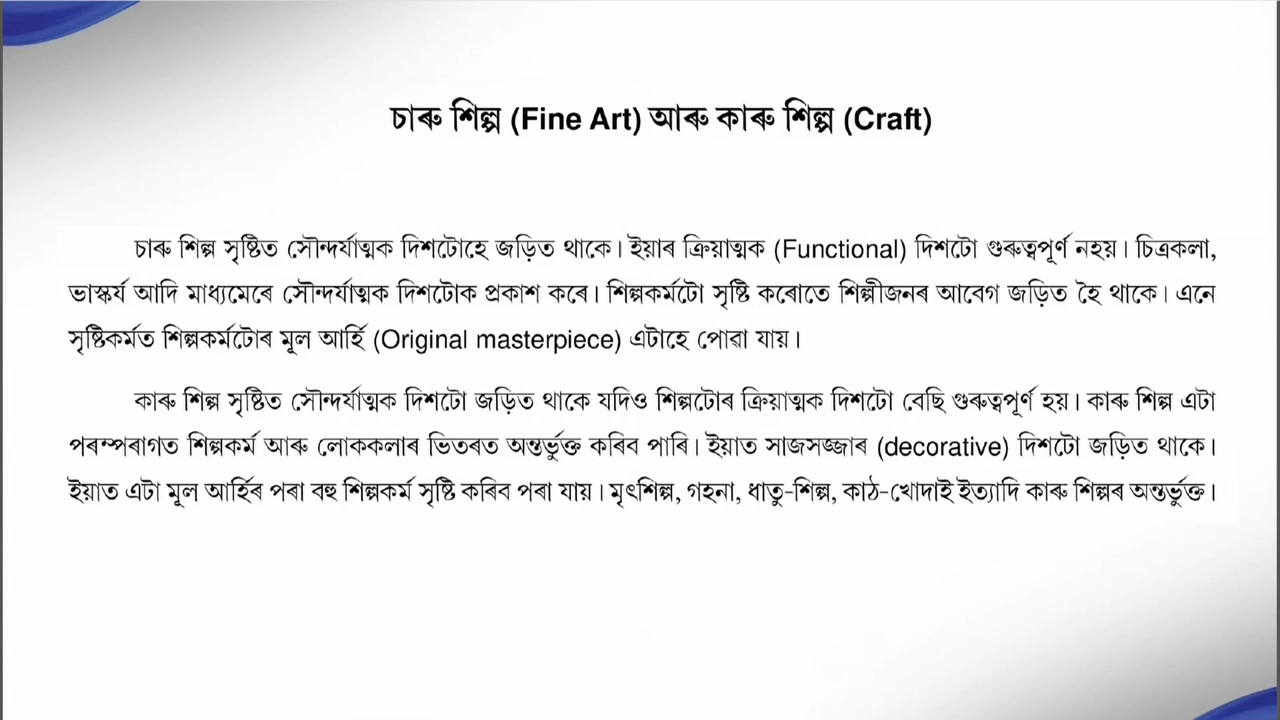 চাৰু শিল্প (Fine Art) আৰু কাৰু শিল্প (Craft)
চাৰু শিল্প সৃষ্টিত সৌন্দৰ্যাত্মক দিশটোহে জড়িত থাকে। ইয়াৰ ক্ৰিয়াত্মক (Functional) দিশটো গুৰুত্বপূৰ্ণ নহয়। চিত্ৰকলা,
ভাস্কৰ্য আদি মাধ্যমেৰে সৌন্দৰ্যাত্মক দিশটোক প্ৰকাশ কৰে। শিল্পকৰ্মটো সৃষ্টি কৰোতে শিল্পীজনৰ আবেগ জড়িত হৈ থাকে। এনে
সৃষ্টিকৰ্মত শিল্পকৰ্মটোৰ মূল আৰ্হি (Original masterpiece) এটাহে পোৱা যায়।
কাৰু শিল্প সৃষ্টিত সৌন্দৰ্যাত্মক দিশটো জড়িত থাকে যদিও শিল্পটোৰ ক্ৰিয়াত্মক দিশটো বেছি গুৰুত্বপূৰ্ণ হয়। কাৰু শিল্প এটা
পৰম্পৰাগত শিল্পকৰ্ম আৰু লোককলাৰ ভিতৰত অন্তৰ্ভুক্ত কৰিব পাৰি। ইয়াত সাজসজ্জাৰ (decorative) দিশটো জড়িত থাকে।
ইয়াত এটা মূল আৰ্হিৰ পৰা বহু শিল্পকৰ্ম সৃষ্টি কৰিব পৰা যায়। মৃৎশিল্প, গহনা, ধাতু-শিল্প, কাঠ-খোদাই ইত্যাদি কাৰু শিল্পৰ অন্তৰ্ভুক্ত।